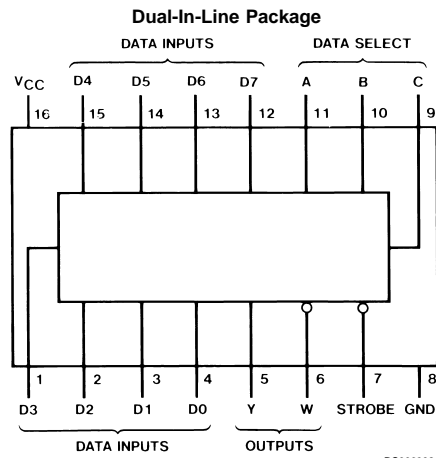 Dual-In-Line Package
DATA INPUTS DATA SELECT
VCC D4 D5 D6 D7 A B C
16 15 14 13 12 11 10 9
1 2 3 4 5 6 7 8
D3 D2 D1 D0 Y W STROBE GND
DATA INPUTS OUTPUTS